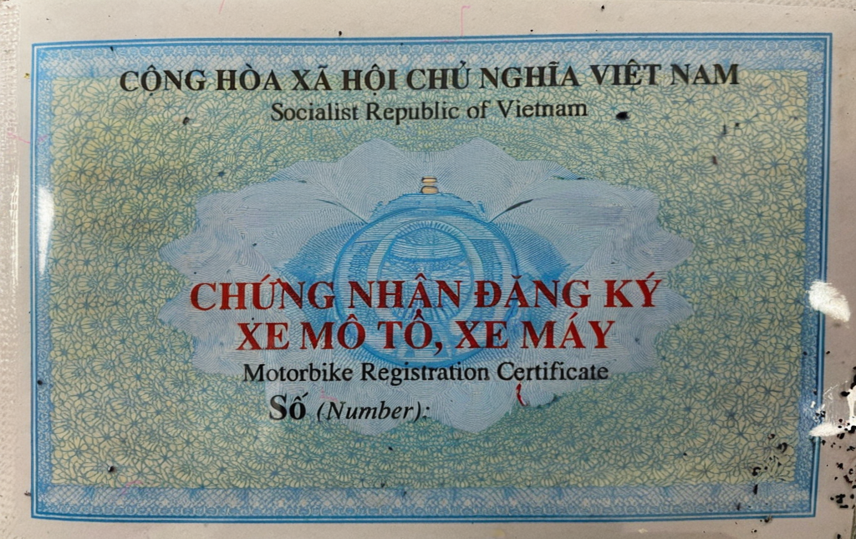 CỘNG HÒA XÃ HỘI CHỦ NGHĨA VIỆT NAM
Socialist Republic of Vietnam
CHỨNG NHẬN ĐĂNG KÝ
XE MÔ TÔ, XE MÁY
Motorbike Registration Certificate
Số (Number):